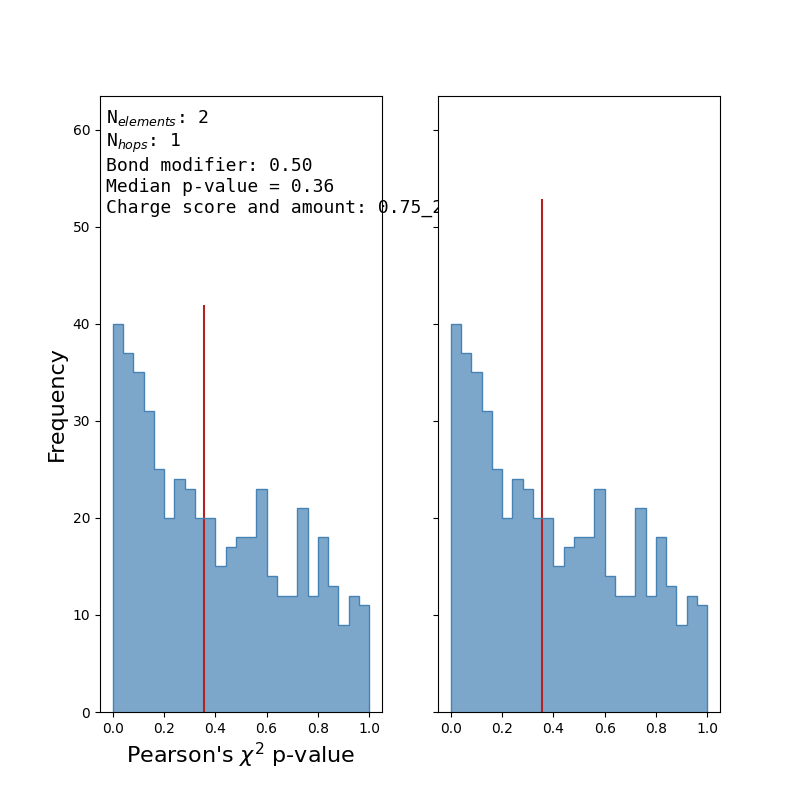 N_elements: 2
N_hops: 1
Bond modifier: 0.50
Median p-value = 0.36
Charge score and amount: 0.75_2
60
50
40
30
20
10
0
Frequency
0.0 0.2 0.4 0.6 0.8 1.0
0.0 0.2 0.4 0.6 0.8 1.0
Pearson's χ² p-value